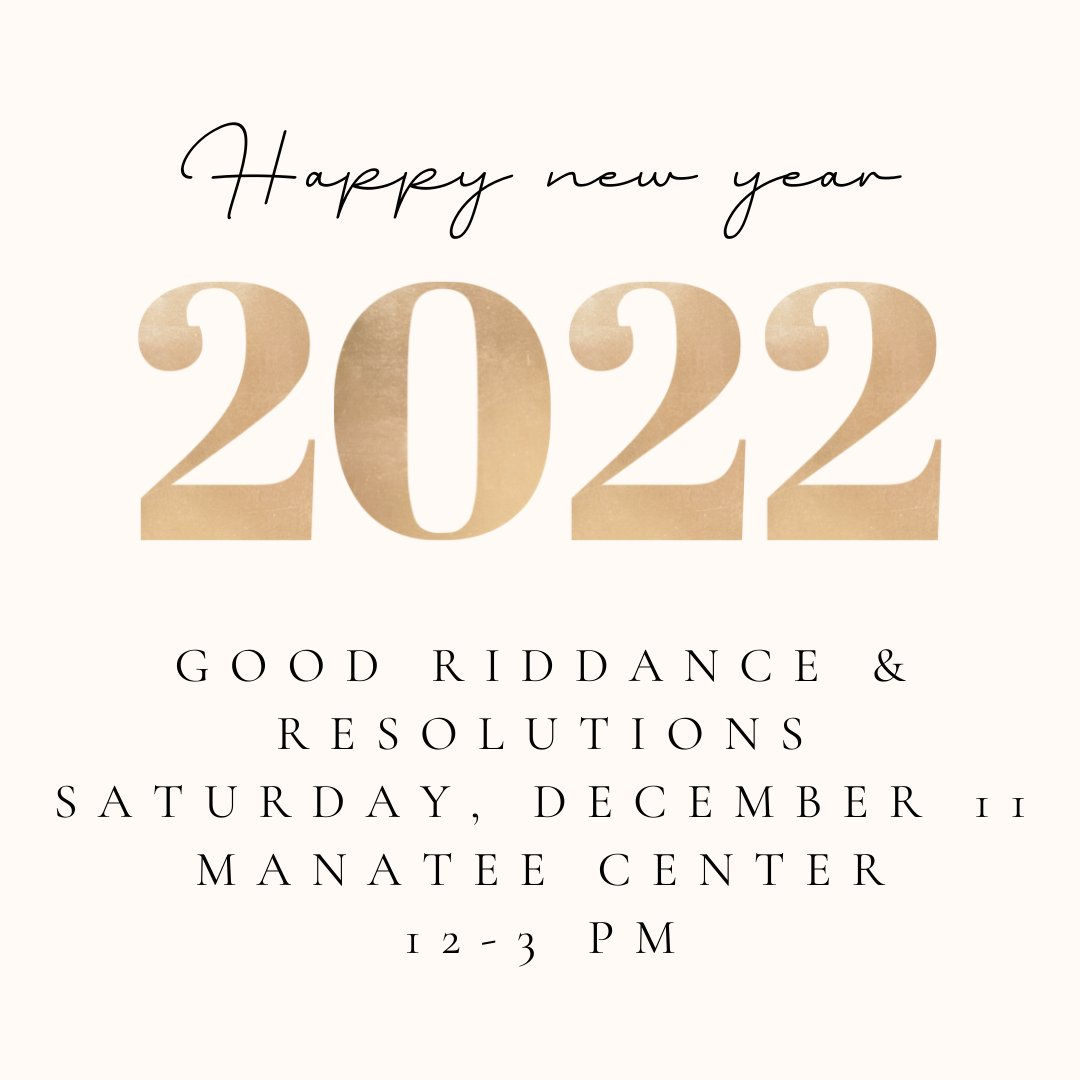 Happy new year
2022
GOOD RIDDANCE &
RESOLUTIONS
SATURDAY, DECEMBER 11
MANATEE CENTER
12-3 PM